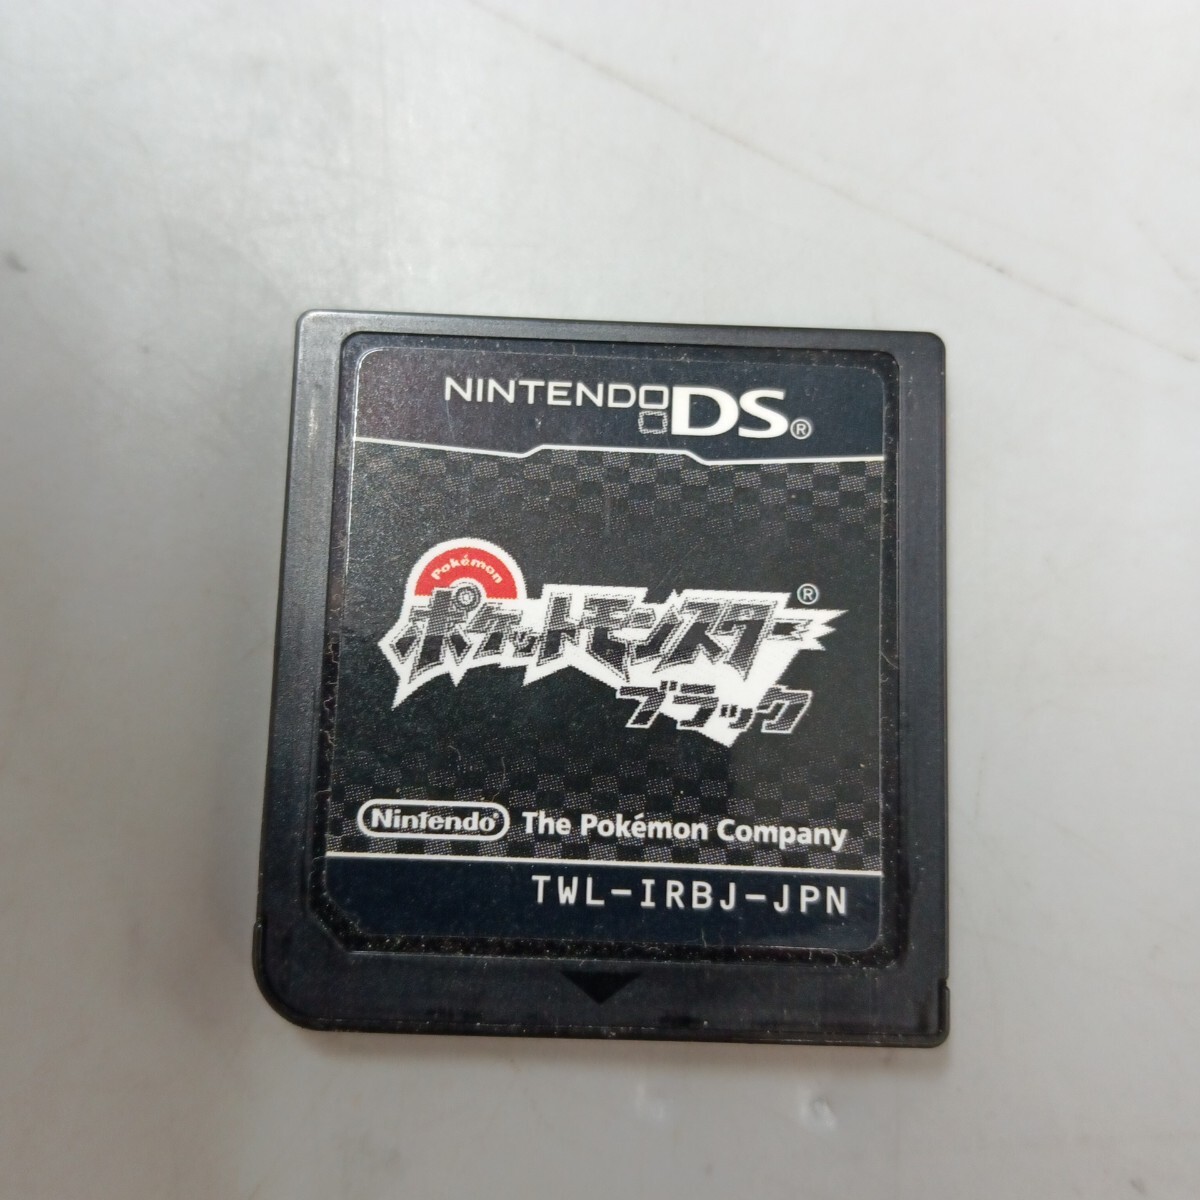 NINTENDO DS®
Pokémon
ポケットモンスター®
ブラック
Nintendo® The Pokémon Company
TWL-IRBJ-JPN